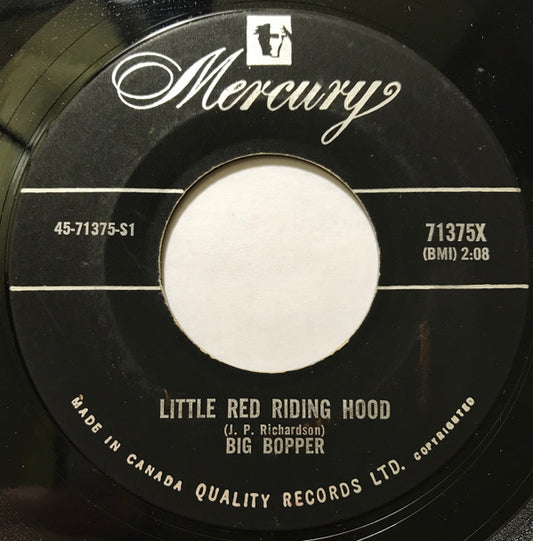 Mercury
45-71375-S1
71375X
(BMI) 2:08
LITTLE RED RIDING HOOD
(J. P. Richardson)
BIG BOPPER
MADE IN CANADA QUALITY RECORDS LTD. COPYRIGHTED